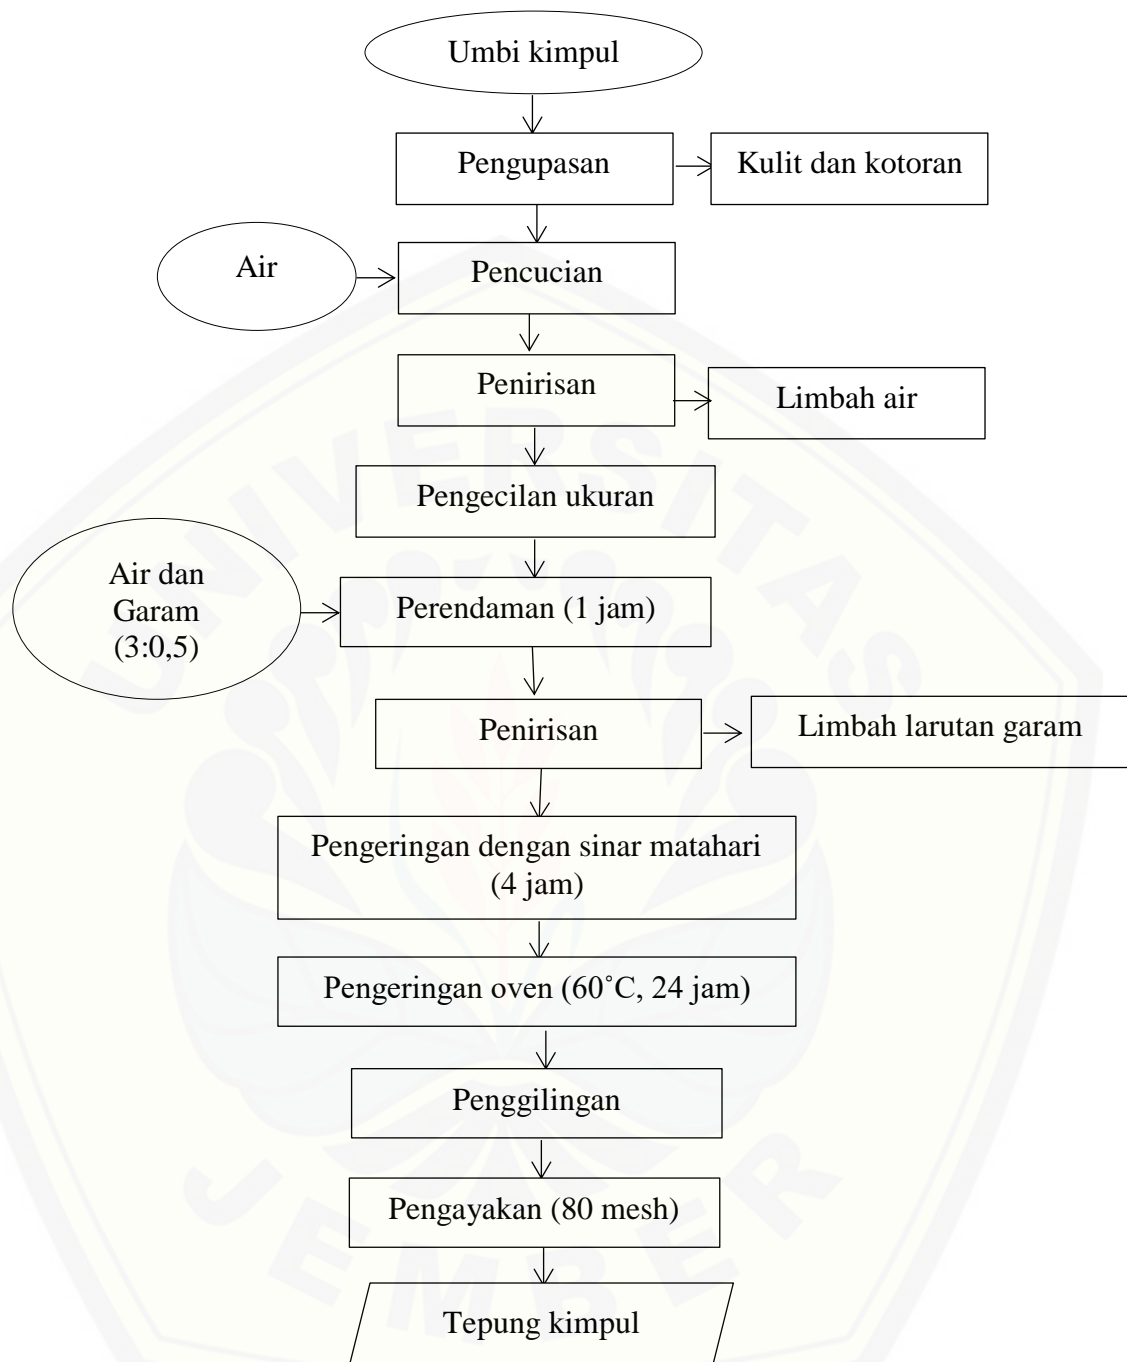 Umbi kimpul
Pengupasan
Kulit dan kotoran
Air
Pencucian
Penirisan
Limbah air
Pengecilan ukuran
Air dan
Garam
(3:0,5)
Perendaman (1 jam)
Penirisan
Limbah larutan garam
Pengeringan dengan sinar matahari
(4 jam)
Pengeringan oven (60˚C, 24 jam)
Penggilingan
Pengayakan (80 mesh)
Tepung kimpul
UNIVERSITAS
JEMBER